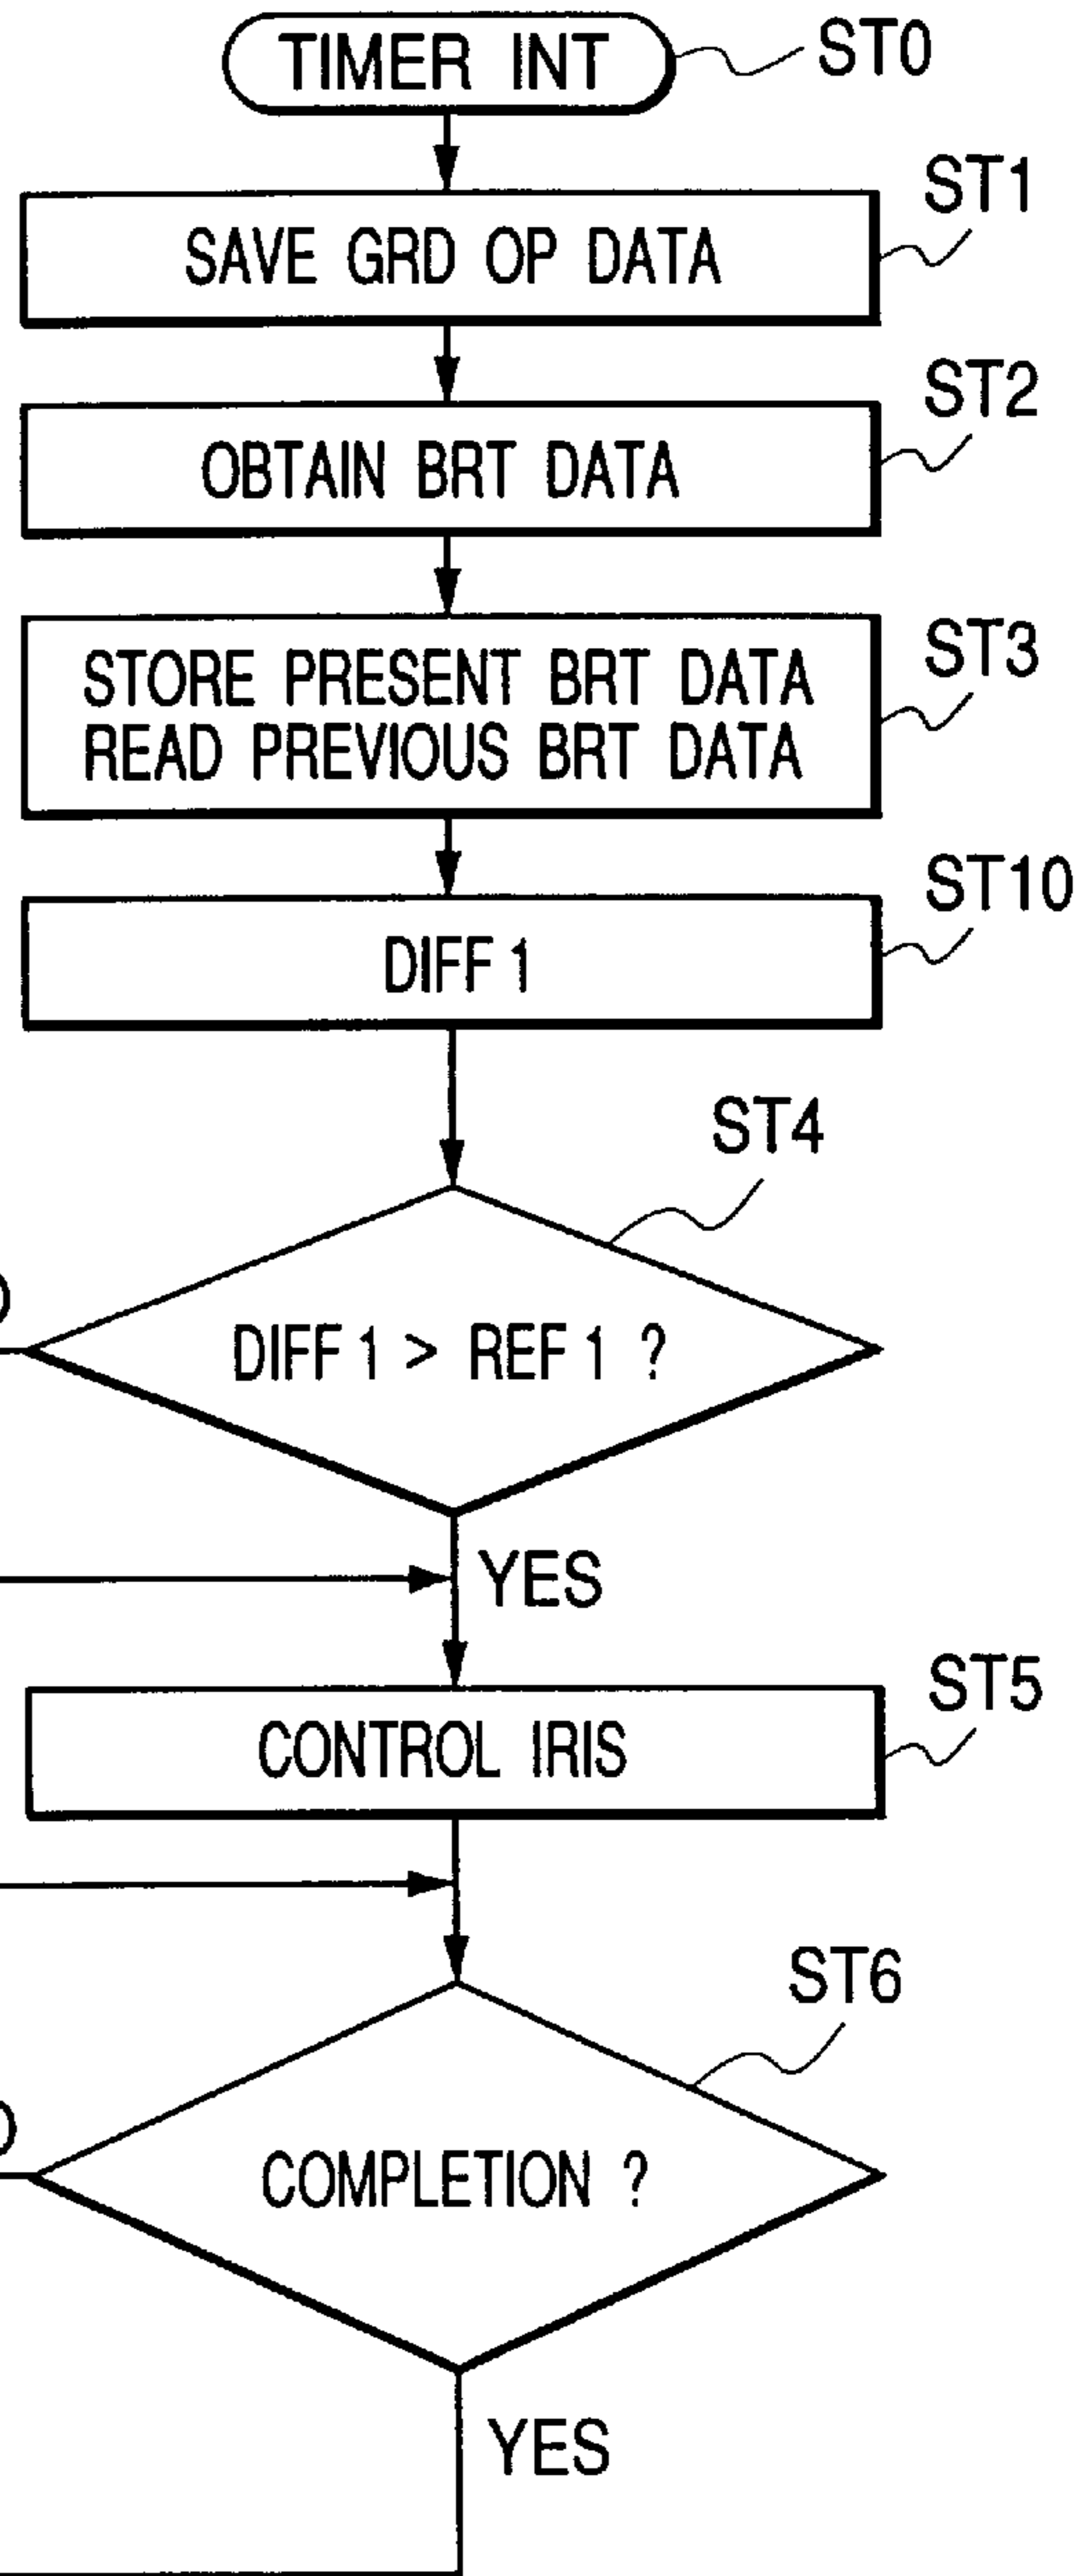 TIMER INT
ST0
ST1
SAVE GRD OP DATA
ST2
OBTAIN BRT DATA
ST3
STORE PRESENT BRT DATA
READ PREVIOUS BRT DATA
ST10
DIFF 1
ST4
DIFF 1 > REF 1 ?
YES
ST5
CONTROL IRIS
ST6
COMPLETION ?
YES